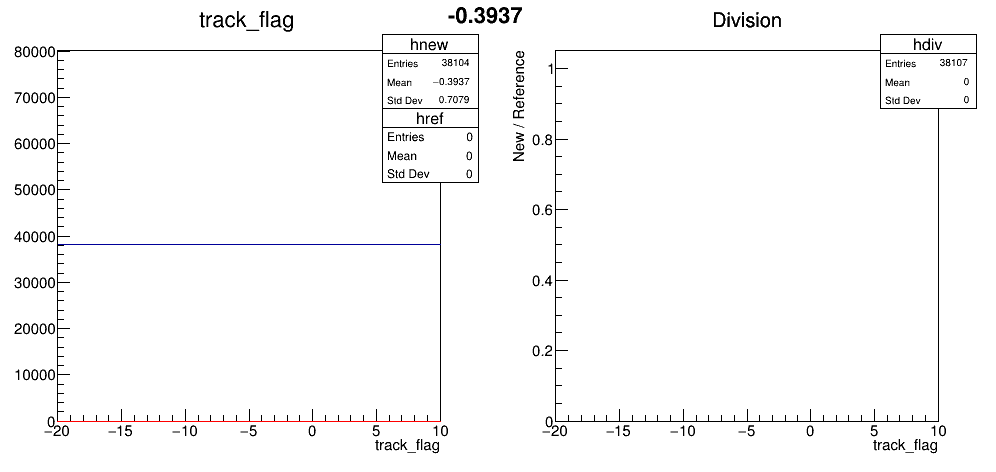 track_flag
-0.3937
Division
hnew
Entries 38104
Mean −0.3937
Std Dev 0.7079
href
Entries 0
Mean 0
Std Dev 0
80000
70000
60000
50000
40000
30000
20000
10000
0
−20 −15 −10 −5 0 5 10
track_flag
hdiv
Entries 38107
Mean 0
Std Dev 0
New / Reference
1
0.8
0.6
0.4
0.2
0
−20 −15 −10 −5 0 5 10
track_flag